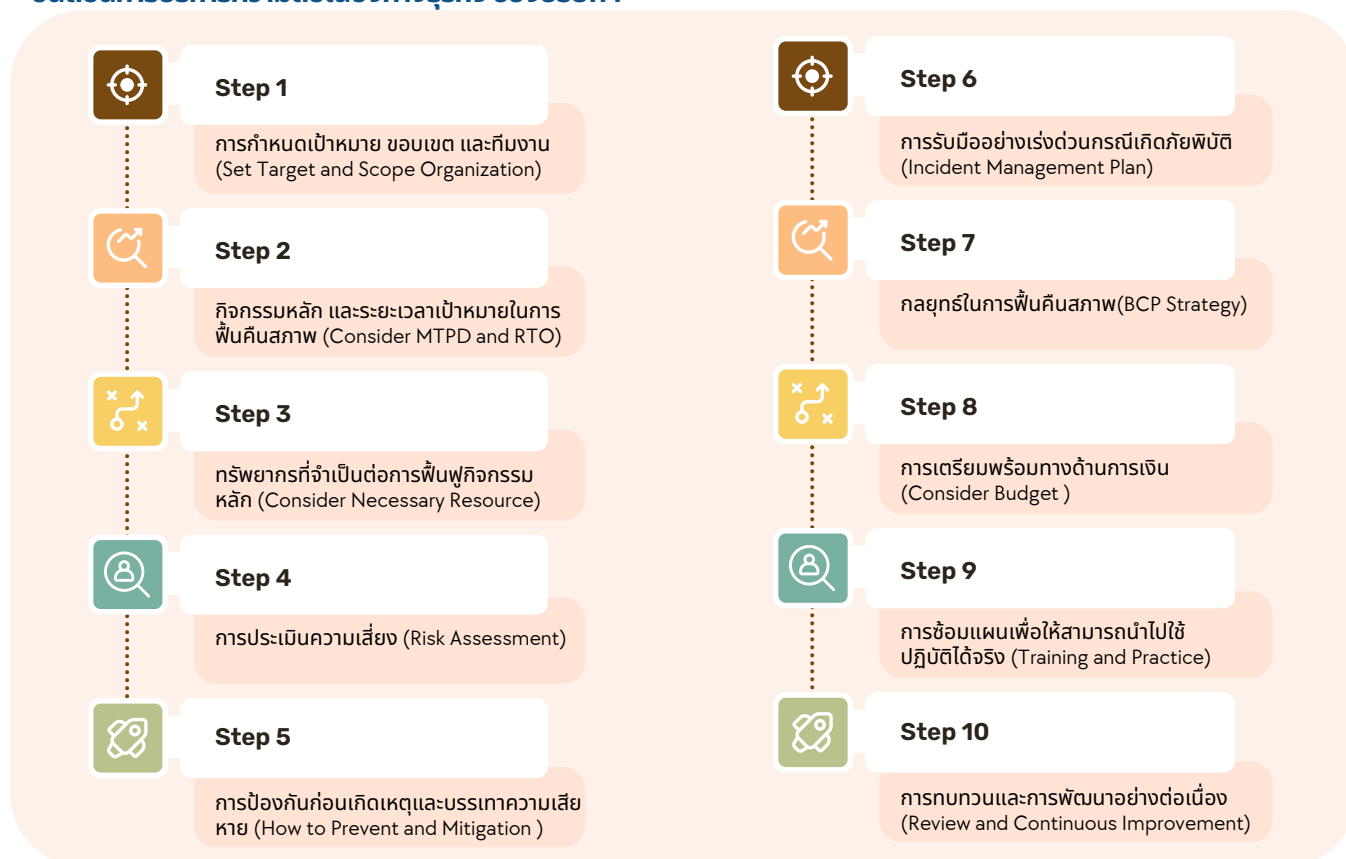 Step 1
การกำหนดเป้าหมาย ขอบเขต และทีมงาน
(Set Target and Scope Organization)
Step 2
กิจกรรมหลัก และระยะเวลาเป้าหมายในการ
ฟื้นคืนสภาพ (Consider MTPD and RTO)
Step 3
ทรัพยากรที่จำเป็นต่อการฟื้นฟูกิจกรรม
หลัก (Consider Necessary Resource)
Step 4
การประเมินความเสี่ยง (Risk Assessment)
Step 5
การป้องกันก่อนเกิดเหตุและบรรเทาความเสีย
หาย (How to Prevent and Mitigation )
Step 6
การรับมืออย่างเร่งด่วนกรณีเกิดภัยพิบัติ
(Incident Management Plan)
Step 7
กลยุทธ์ในการฟื้นคืนสภาพ(BCP Strategy)
Step 8
การเตรียมพร้อมทางด้านการเงิน
(Consider Budget )
Step 9
การซ้อมแผนเพื่อให้สามารถนำไปใช้
ปฏิบัติได้จริง (Training and Practice)
Step 10
การทบทวนและการพัฒนาอย่างต่อเนื่อง
(Review and Continuous Improvement)